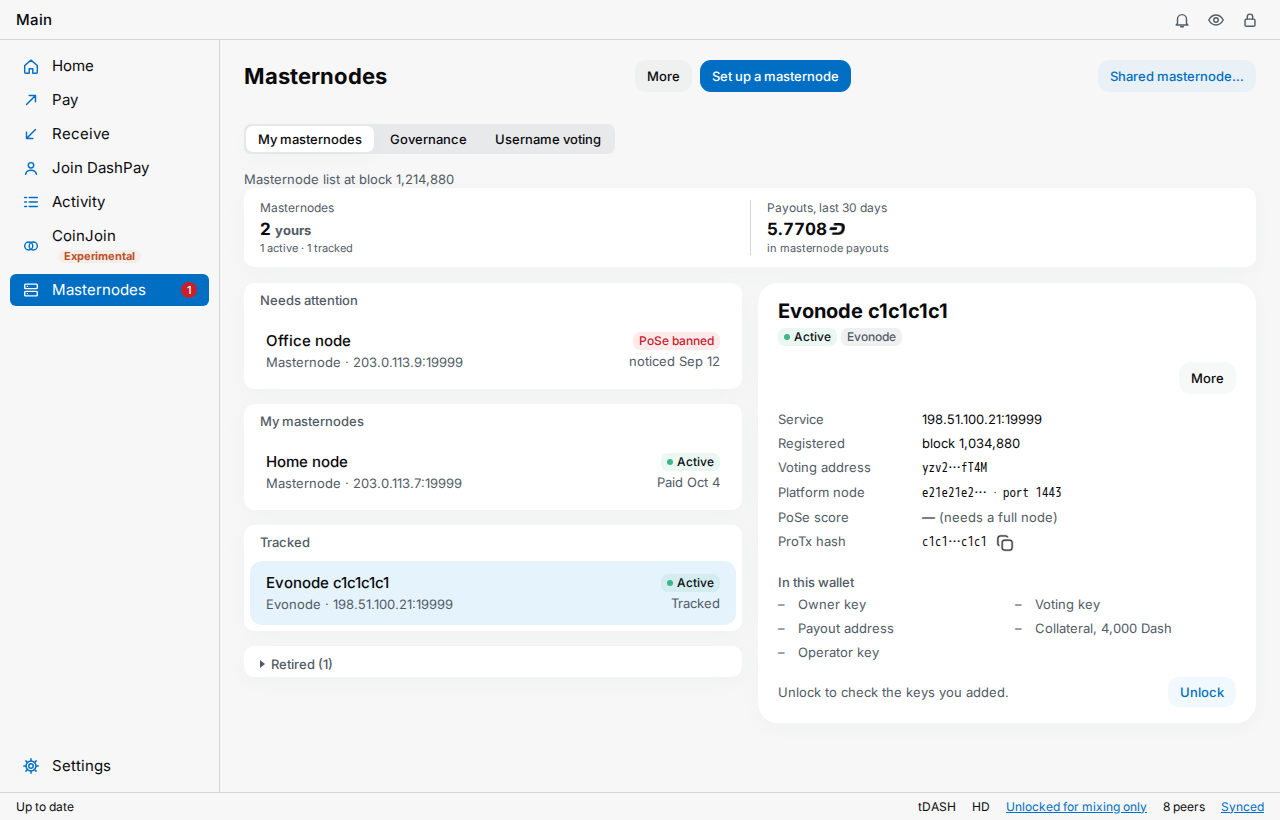 Main
Home
Pay
Receive
Join DashPay
Activity
CoinJoin
Experimental
Masternodes 1
Settings
Masternodes
More
Set up a masternode
Shared masternode...
My masternodes
Governance
Username voting
Masternode list at block 1,214,880
Masternodes
2 yours
1 active · 1 tracked
Payouts, last 30 days
5.7708
in masternode payouts
Needs attention
Office node
PoSe banned
Masternode · 203.0.113.9:19999
noticed Sep 12
My masternodes
Home node
Active
Masternode · 203.0.113.7:19999
Paid Oct 4
Tracked
Evonode c1c1c1c1
Active
Evonode · 198.51.100.21:19999
Tracked
Retired (1)
Evonode c1c1c1c1
Active
Evonode
More
Service 198.51.100.21:19999
Registered block 1,034,880
Voting address yzv2⋯fT4M
Platform node e21e21e2⋯ · port 1443
PoSe score — (needs a full node)
ProTx hash c1c1⋯c1c1
In this wallet
– Owner key
– Voting key
– Payout address
– Collateral, 4,000 Dash
– Operator key
Unlock to check the keys you added.
Unlock
Up to date
tDASH
HD
Unlocked for mixing only
8 peers
Synced